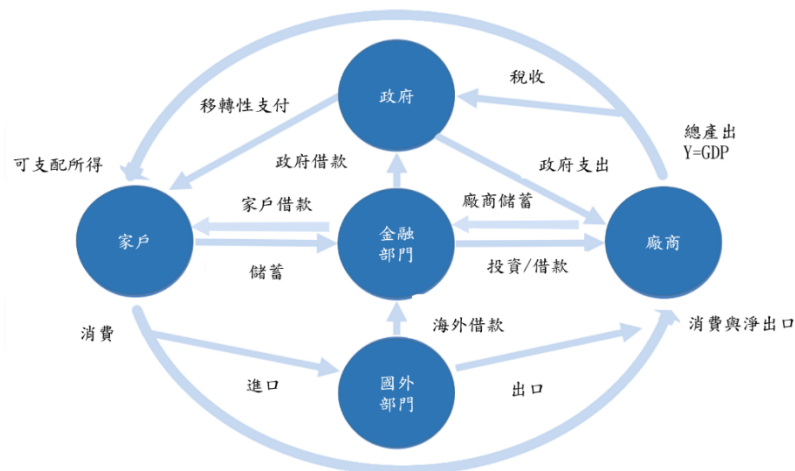 政府
稅收
移轉性支付
總產出
Y=GDP
可支配所得
政府借款
政府支出
家戶借款
廠商儲蓄
家戶
金融
部門
廠商
儲蓄
投資/借款
消費
海外借款
消費與淨出口
進口
國外
部門
出口